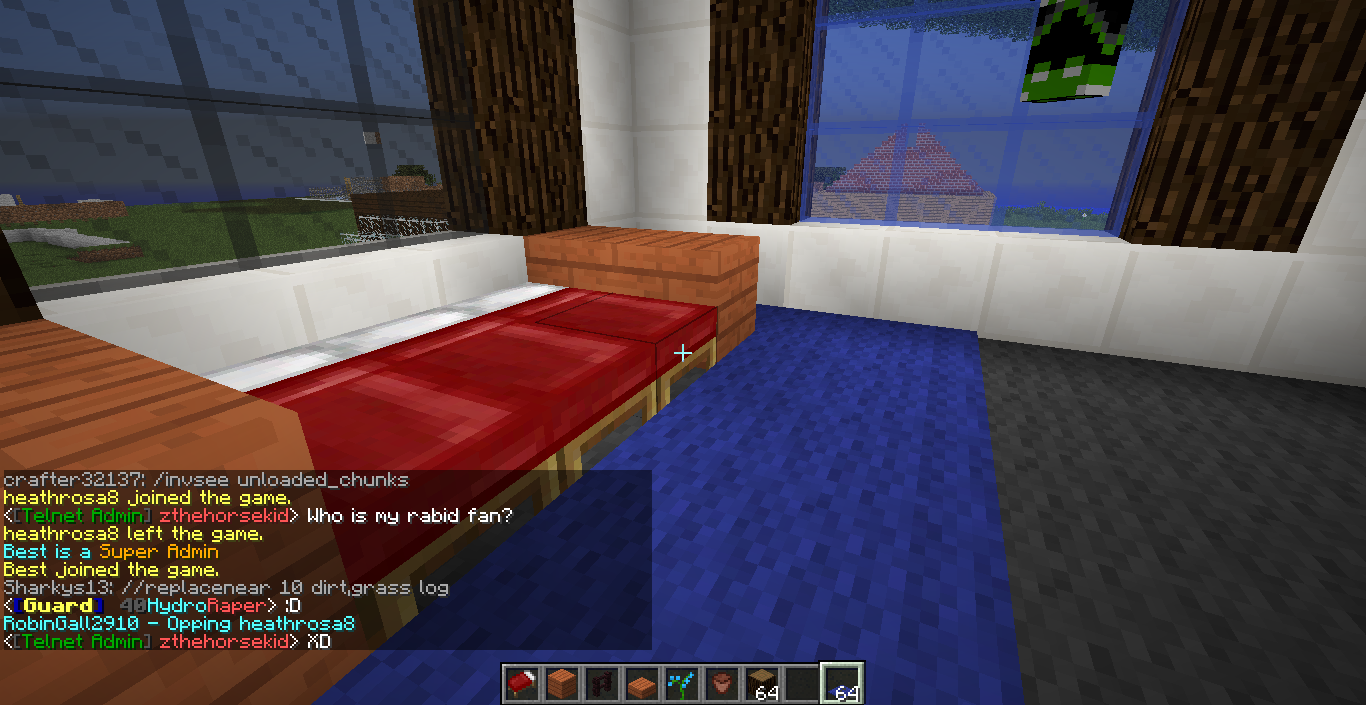 crafter32137: /invsee unloaded_chunks
heathrosa8 joined the game.
<[Telnet Admin] zthehorsekid> Who is my rabid fan?
heathrosa8 left the game.
Best is a Super Admin
Best joined the game.
Sharkys13: //replacenear 10 dirt,grass log
<[Guard] 40HydroRaper> :D
RobinGall2910 - Opping heathrosa8
<[Telnet Admin] zthehorsekid> XD
64 64